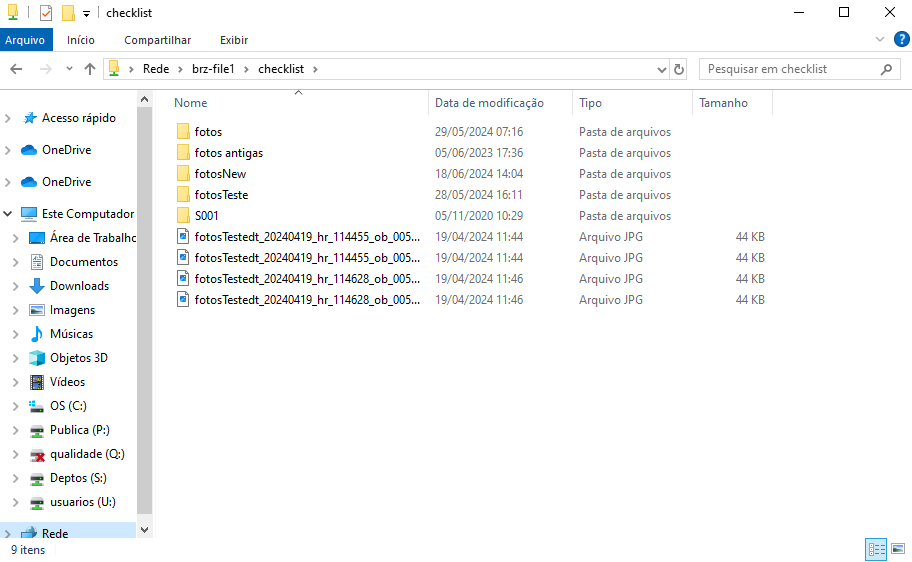 checklist
Arquivo Início Compartilhar Exibir
Rede brz-file1 checklist Pesquisar em checklist
Nome Data de modificação Tipo Tamanho
Acesso rápido
OneDrive
OneDrive
Este Computador
Área de Trabalho
Documentos
Downloads
Imagens
Músicas
Objetos 3D
Vídeos
OS (C:)
Publica (P:)
qualidade (Q:)
Deptos (S:)
usuarios (U:)
Rede
fotos 29/05/2024 07:16 Pasta de arquivos
fotos antigas 05/06/2023 17:36 Pasta de arquivos
fotosNew 18/06/2024 14:04 Pasta de arquivos
fotosTeste 28/05/2024 16:11 Pasta de arquivos
S001 05/11/2020 10:29 Pasta de arquivos
fotosTestedt_20240419_hr_114455_ob_005... 19/04/2024 11:44 Arquivo JPG 44 KB
fotosTestedt_20240419_hr_114455_ob_005... 19/04/2024 11:44 Arquivo JPG 44 KB
fotosTestedt_20240419_hr_114628_ob_005... 19/04/2024 11:46 Arquivo JPG 44 KB
fotosTestedt_20240419_hr_114628_ob_005... 19/04/2024 11:46 Arquivo JPG 44 KB
9 itens